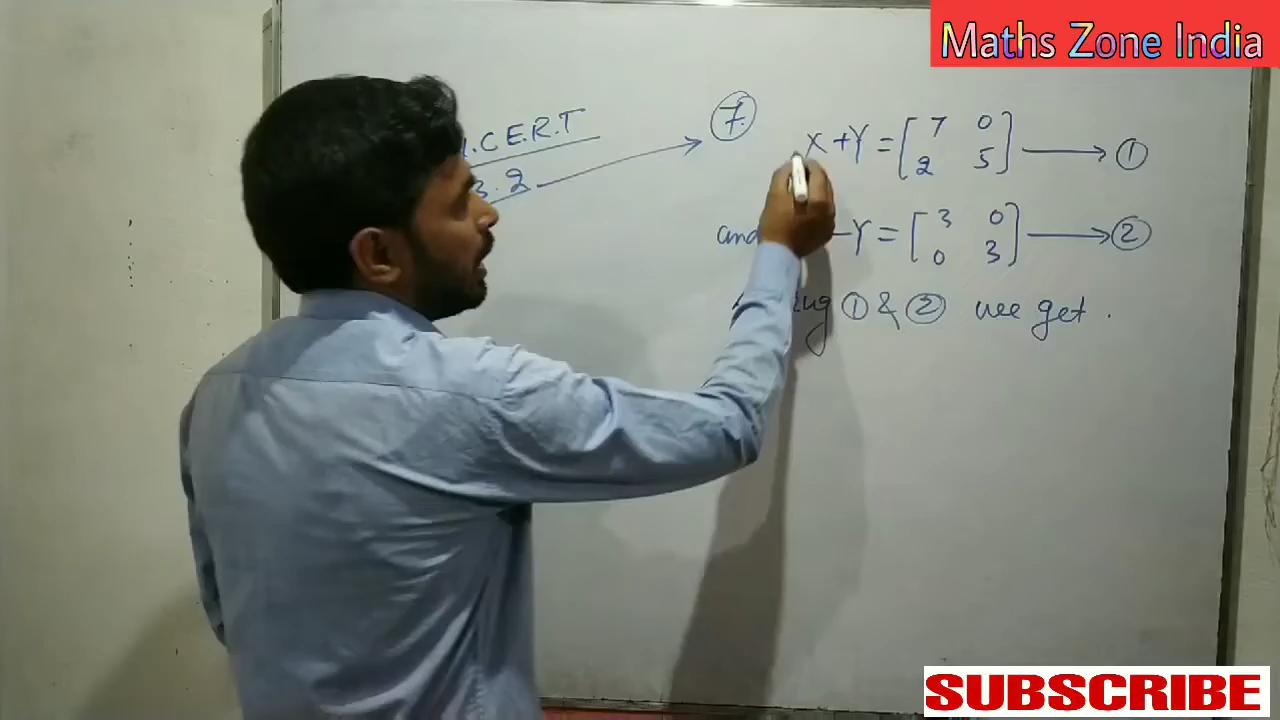 Maths Zone India
.C.E.R.T
3.2
7.
X+Y = [7 0
2 5] → ①
and – Y = [3 0
0 3] → ②
① & ② we get .
SUBSCRIBE